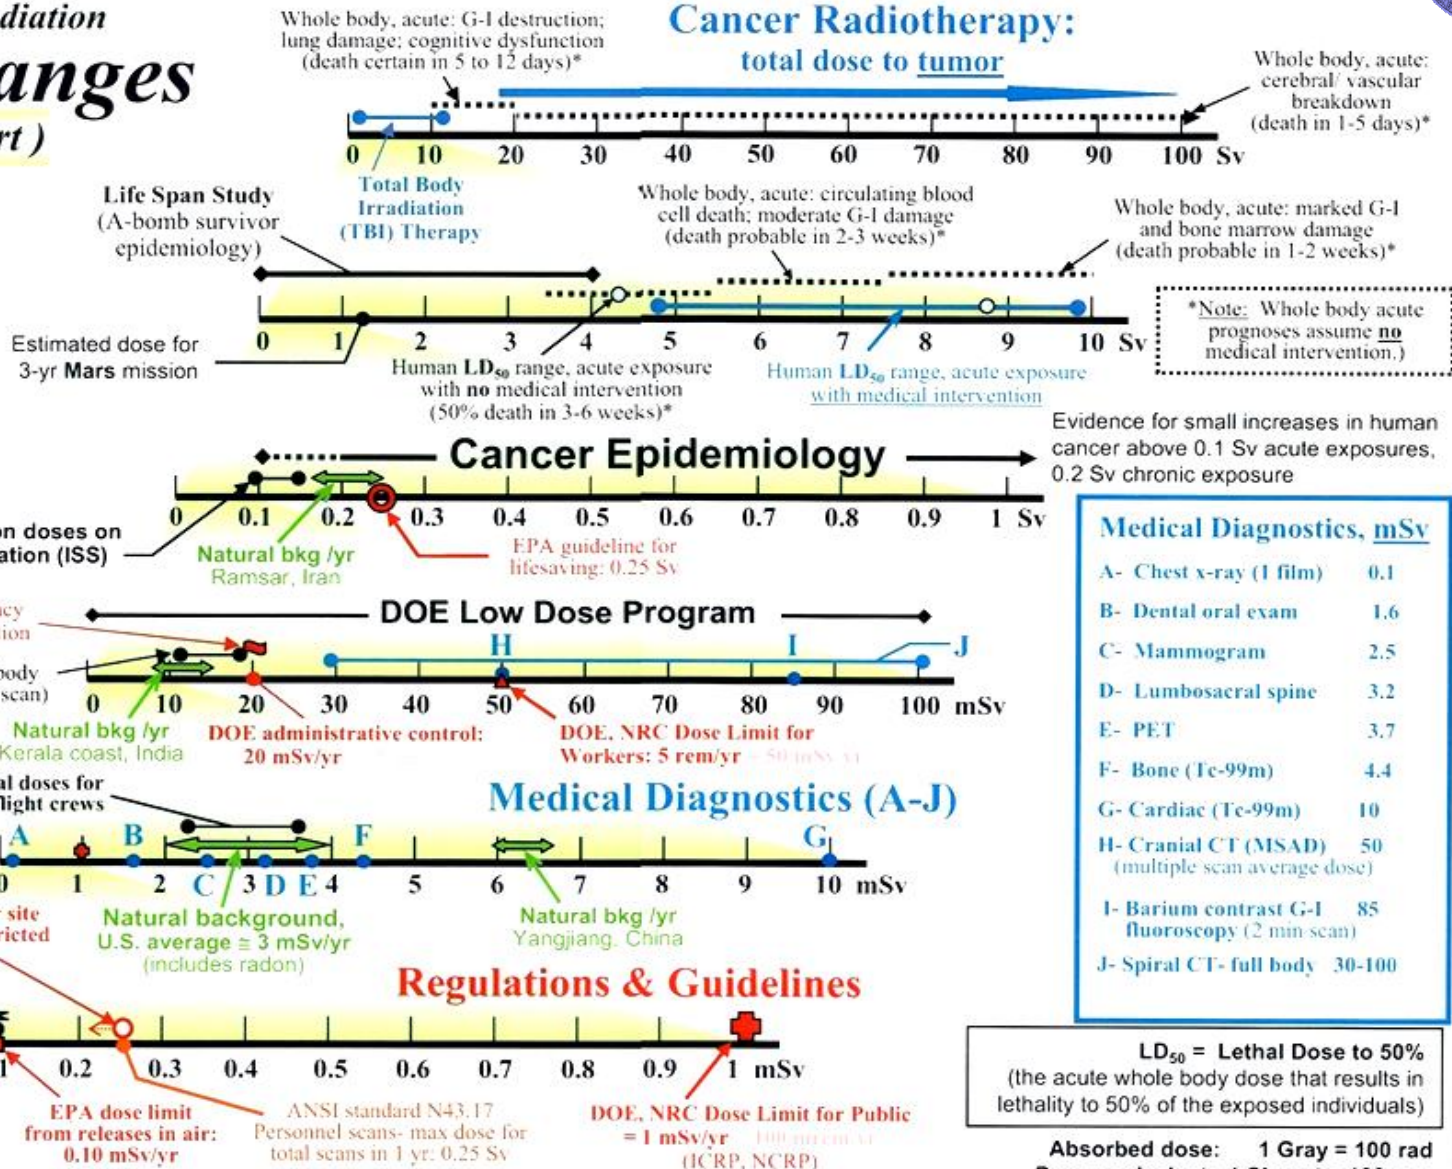 diation
anges
rt )
Whole body, acute: G-I destruction;
lung damage; cognitive dysfunction
(death certain in 5 to 12 days)*
Cancer Radiotherapy:
total dose to tumor
Whole body, acute:
cerebral/ vascular
breakdown
(death in 1-5 days)*
0 10 20 30 40 50 60 70 80 90 100 Sv
Total Body
Irradiation
(TBI) Therapy
Life Span Study
(A-bomb survivor
epidemiology)
Whole body, acute: circulating blood
cell death; moderate G-I damage
(death probable in 2-3 weeks)*
Whole body, acute: marked G-I
and bone marrow damage
(death probable in 1-2 weeks)*
0 1 2 3 4 5 6 7 8 9 10 Sv
Estimated dose for
3-yr Mars mission
Human LD50 range, acute exposure
with no medical intervention
(50% death in 3-6 weeks)*
Human LD50 range, acute exposure
with medical intervention
*Note: Whole body acute
prognoses assume no
medical intervention.)
Cancer Epidemiology
Evidence for small increases in human
cancer above 0.1 Sv acute exposures,
0.2 Sv chronic exposure
0 0.1 0.2 0.3 0.4 0.5 0.6 0.7 0.8 0.9 1 Sv
on doses on
ation (ISS)
Natural bkg /yr
Ramsar, Iran
EPA guideline for
lifesaving: 0.25 Sv
DOE Low Dose Program
cy
ion
body
scan)
H I J
0 10 20 30 40 50 60 70 80 90 100 mSv
Natural bkg /yr
Kerala coast, India
DOE administrative control:
20 mSv/yr
DOE, NRC Dose Limit for
Workers: 5 rem/yr - 50 mSv/yr
al doses for
light crews
Medical Diagnostics (A-J)
A B F G
0 1 2 C 3 D E 4 5 6 7 8 9 10 mSv
site
ricted
Natural background,
U.S. average ≅ 3 mSv/yr
(includes radon)
Natural bkg /yr
Yangjiang, China
Regulations & Guidelines
1 0.2 0.3 0.4 0.5 0.6 0.7 0.8 0.9 1 mSv
EPA dose limit
from releases in air:
0.10 mSv/yr
ANSI standard N43.17
Personnel scans- max dose for
total scans in 1 yr: 0.25 Sv
DOE, NRC Dose Limit for Public
= 1 mSv/yr
(ICRP, NCRP)
Medical Diagnostics, mSv
A- Chest x-ray (1 film) 0.1
B- Dental oral exam 1.6
C- Mammogram 2.5
D- Lumbosacral spine 3.2
E- PET 3.7
F- Bone (Tc-99m) 4.4
G- Cardiac (Tc-99m) 10
H- Cranial CT (MSAD) 50
(multiple scan average dose)
I- Barium contrast G-I 85
fluoroscopy (2 min scan)
J- Spiral CT- full body 30-100
LD50 = Lethal Dose to 50%
(the acute whole body dose that results in
lethality to 50% of the exposed individuals)
Absorbed dose: 1 Gray = 100 rad